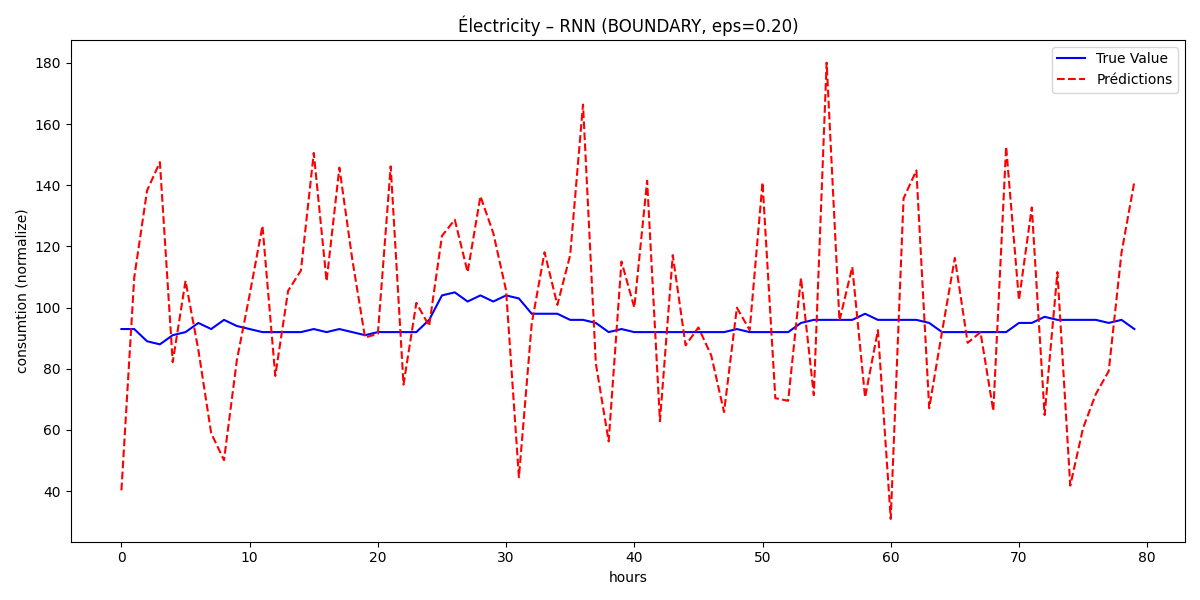 Électricity – RNN (BOUNDARY, eps=0.20)
True Value
Prédictions
consumtion (normalize)
180
160
140
120
100
80
60
40
0 10 20 30 40 50 60 70 80
hours